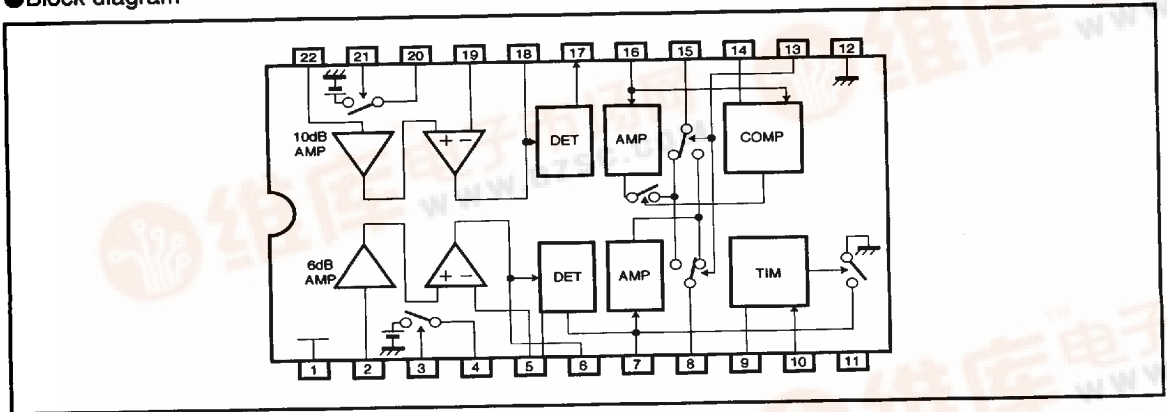 ●Block diagram
22 21 20 19 18 17 16 15 14 13 12
10dB
AMP
+ −
DET
AMP
COMP
6dB
AMP
+ −
DET
AMP
TIM
1 2 3 4 5 6 7 8 9 10 11